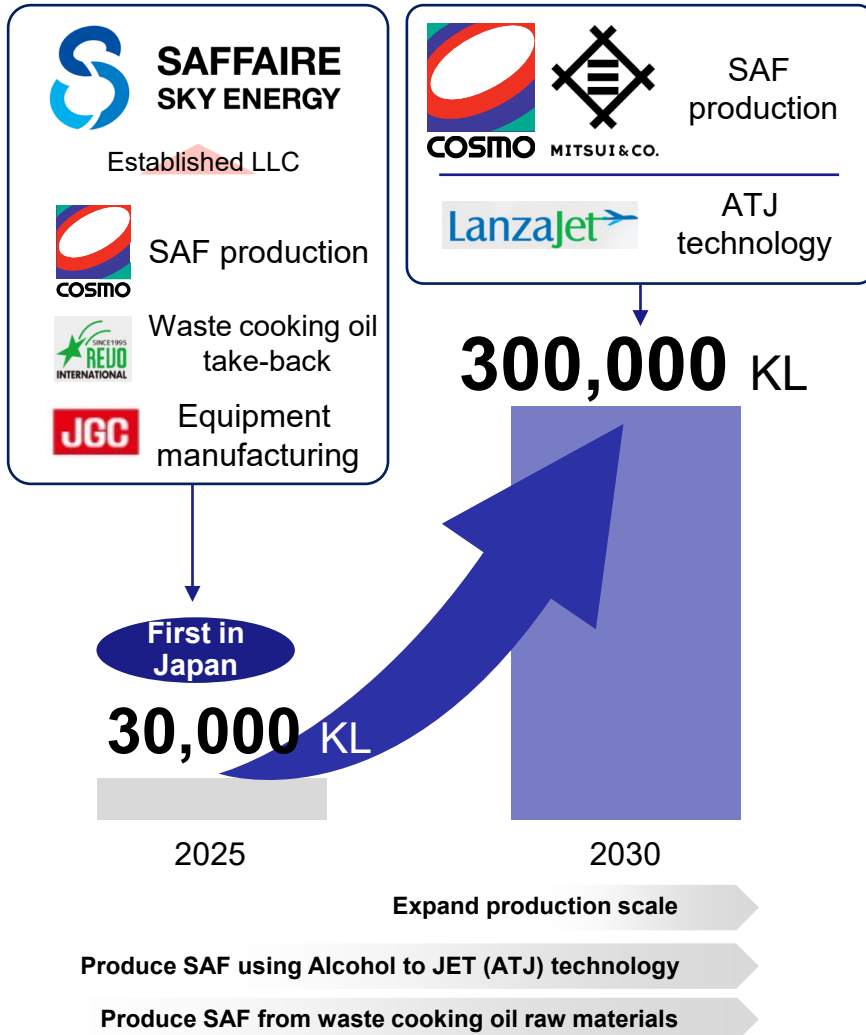 SAFFAIRE
SKY ENERGY
Established LLC
COSMO
SAF production
SINCE1995
REVO
INTERNATIONAL
Waste cooking oil
take-back
JGC
Equipment
manufacturing
COSMO
MITSUI&CO.
SAF
production
LanzaJet
ATJ
technology
First in
Japan
30,000 KL
300,000 KL
2025
2030
Expand production scale
Produce SAF using Alcohol to JET (ATJ) technology
Produce SAF from waste cooking oil raw materials